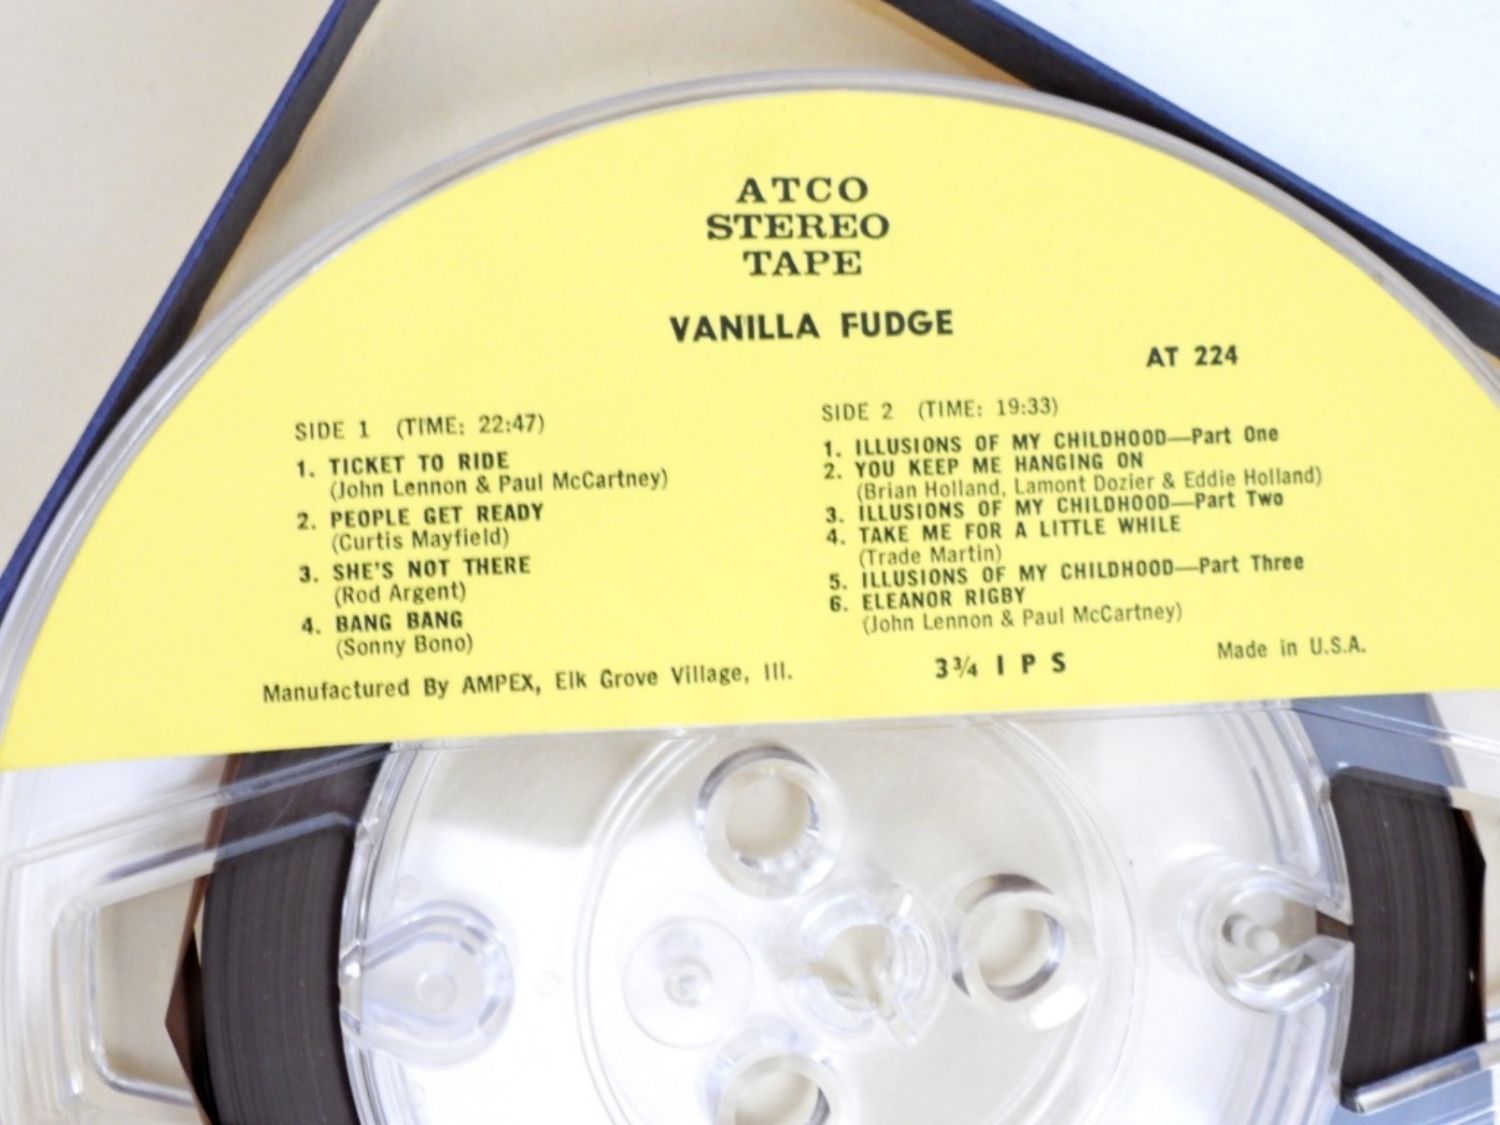 ATCO
STEREO
TAPE
VANILLA FUDGE
AT 224
SIDE 1 (TIME: 22:47)
1. TICKET TO RIDE
(John Lennon & Paul McCartney)
2. PEOPLE GET READY
(Curtis Mayfield)
3. SHE'S NOT THERE
(Rod Argent)
4. BANG BANG
(Sonny Bono)
SIDE 2 (TIME: 19:33)
1. ILLUSIONS OF MY CHILDHOOD—Part One
2. YOU KEEP ME HANGING ON
(Brian Holland, Lamont Dozier & Eddie Holland)
3. ILLUSIONS OF MY CHILDHOOD—Part Two
4. TAKE ME FOR A LITTLE WHILE
(Trade Martin)
5. ILLUSIONS OF MY CHILDHOOD—Part Three
6. ELEANOR RIGBY
(John Lennon & Paul McCartney)
Manufactured By AMPEX, Elk Grove Village, Ill.
3¾ I P S
Made in U.S.A.